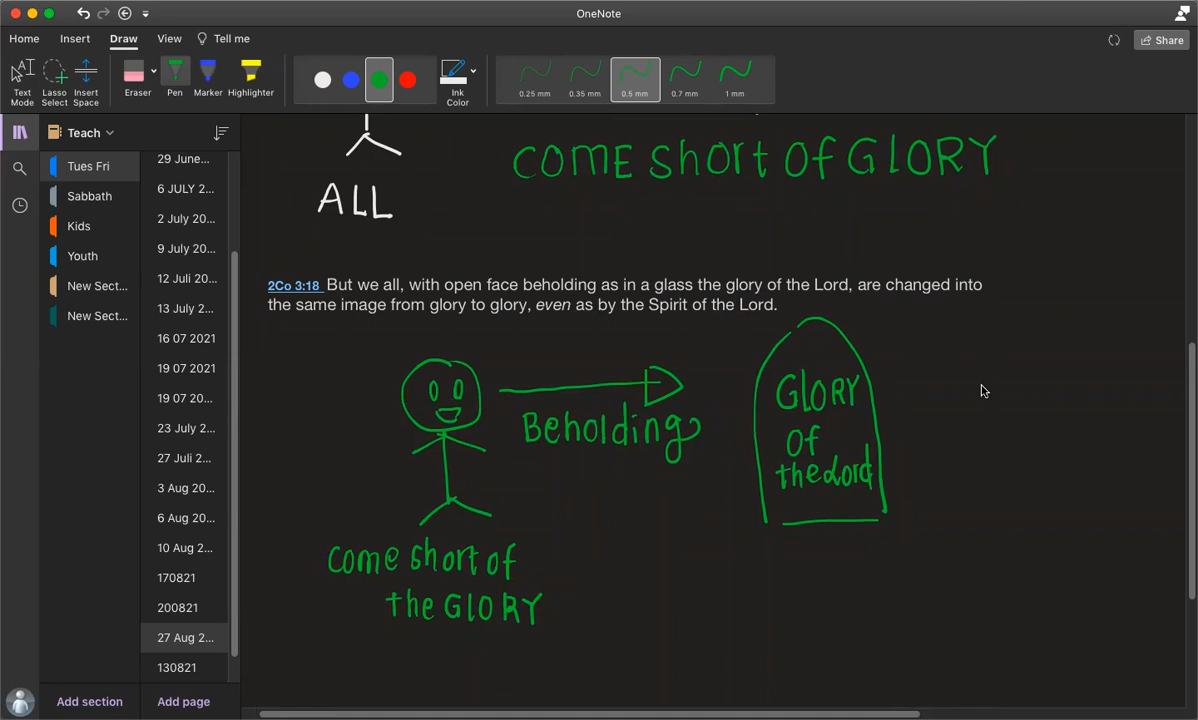 OneNote
Home Insert Draw View Tell me
Share
Text Mode
Lasso Select
Insert Space
Eraser
Pen
Marker
Highlighter
Ink Color
0.25 mm 0.35 mm 0.5 mm 0.7 mm 1 mm
Teach
Tues Fri
Sabbath
Kids
Youth
New Sect...
New Sect...
29 June...
6 JULY 2...
2 July 20...
9 July 20...
12 Juli 20...
13 July 2...
16 07 2021
19 07 2021
19 07 20...
23 July 2...
27 Juli 2...
3 Aug 20...
6 Aug 20...
10 Aug 2...
170821
200821
27 Aug 2...
130821
Add section
Add page
COME short of GLORY
ALL
2Co 3:18 But we all, with open face beholding as in a glass the glory of the Lord, are changed into
the same image from glory to glory, even as by the Spirit of the Lord.
Beholding
GLORY
Of
the Lord
Come short of
the GLORY